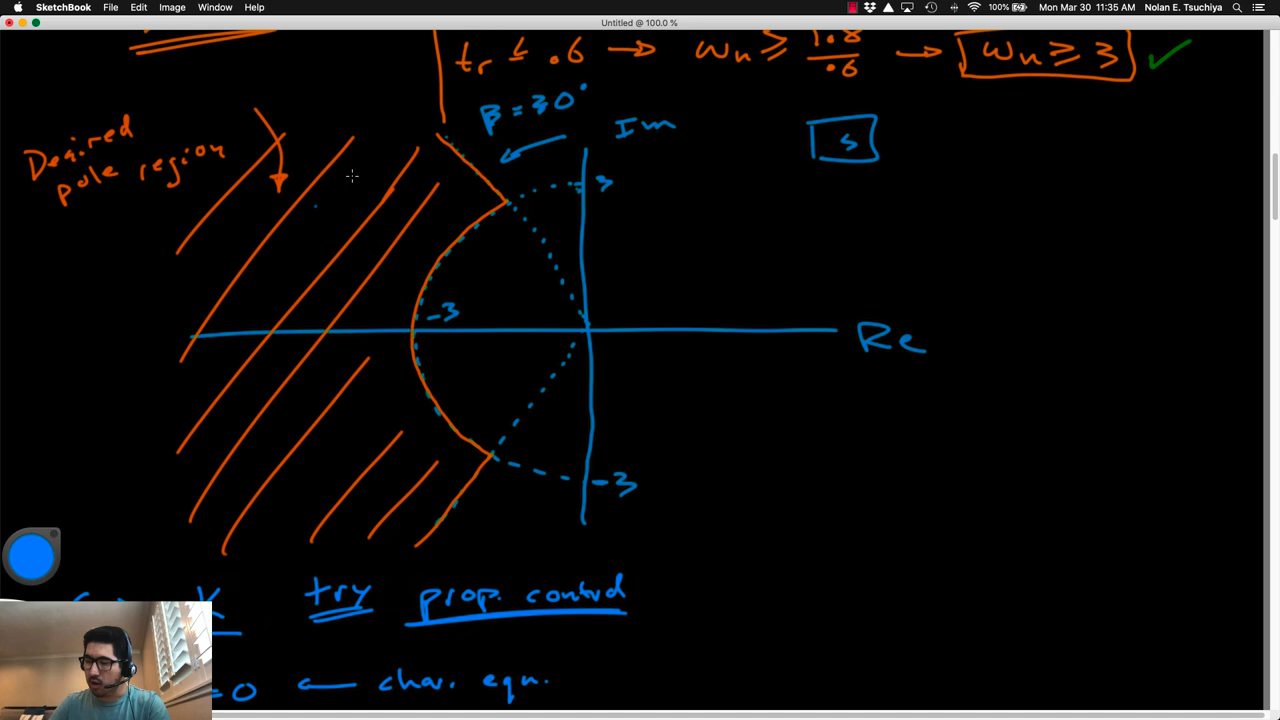 SketchBook File Edit Image Window Help 100% Mon Mar 30 11:35 AM Nolan E. Tsuchiya
Untitled @ 100.0 %
tr ≤ .6 → ωn ≥ 1.8/.6 → ωn ≥ 3 ✓
β = 30°
Im
s
Desired
pole region
3
-3
Re
-3
K try prop. control
=0 ← char. eqn.